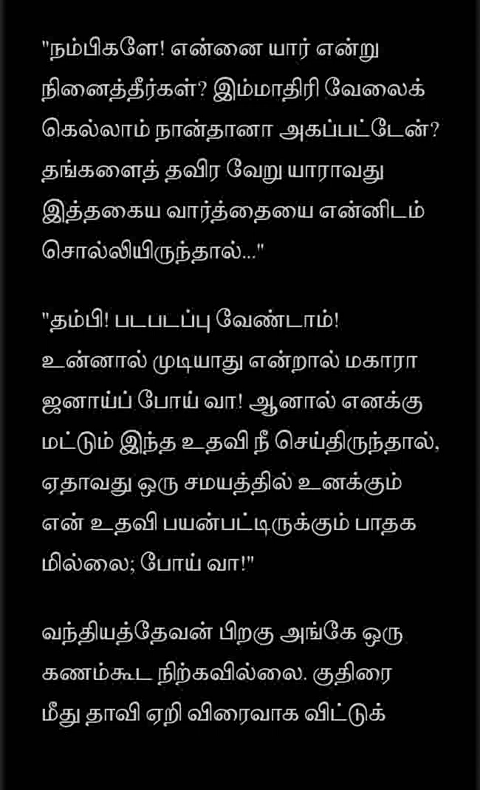 "நம்பிகளே! என்னை யார் என்று
நினைத்தீர்கள்? இம்மாதிரி வேலைக்
கெல்லாம் நான்தானா அகப்பட்டேன்?
தங்களைத் தவிர வேறு யாராவது
இத்தகைய வார்த்தையை என்னிடம்
சொல்லியிருந்தால்..."
"தம்பி! படபடப்பு வேண்டாம்!
உன்னால் முடியாது என்றால் மகாரா
ஜனாய்ப் போய் வா! ஆனால் எனக்கு
மட்டும் இந்த உதவி நீ செய்திருந்தால்,
ஏதாவது ஒரு சமயத்தில் உனக்கும்
என் உதவி பயன்பட்டிருக்கும் பாதக
மில்லை; போய் வா!"
வந்தியத்தேவன் பிறகு அங்கே ஒரு
கணம்கூட நிற்கவில்லை. குதிரை
மீது தாவி ஏறி விரைவாக விட்டுக்